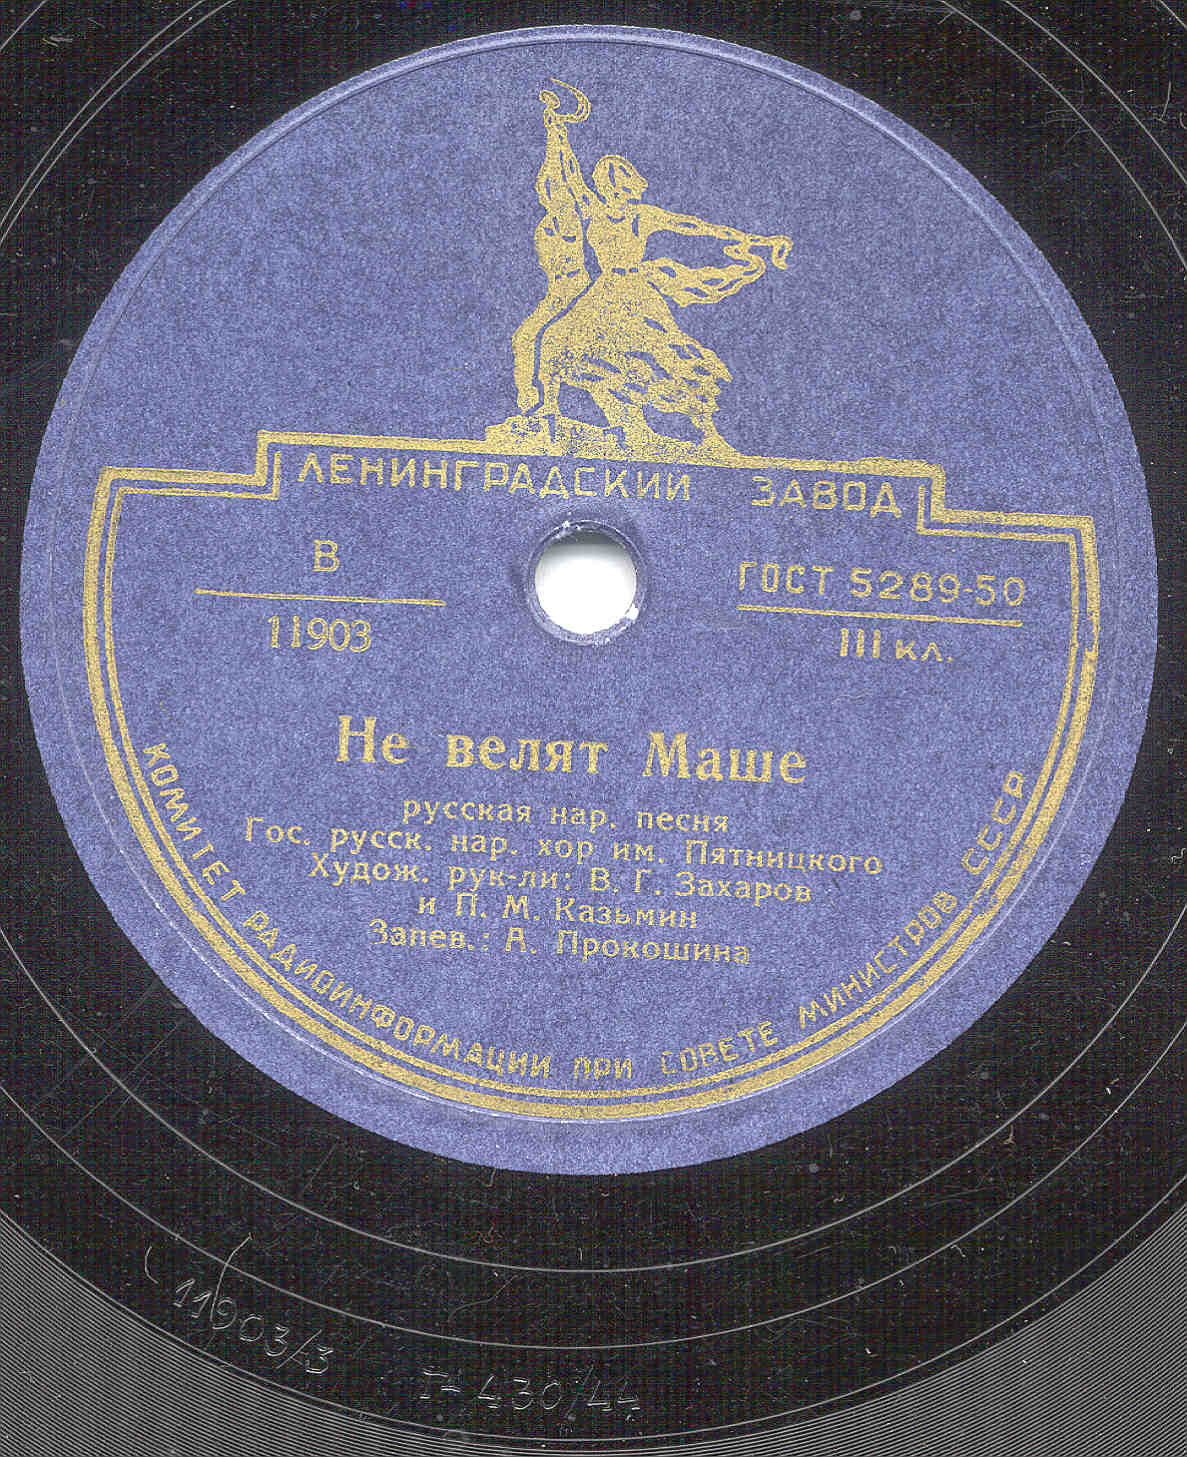 ЛЕНИНГРАДСКИЙ ЗАВОД
В
11903
ГОСТ 5289-50
III кл.
Не велят Маше
русская нар. песня
Гос. русск. нар. хор им. Пятницкого
Худож. рук-ли: В. Г. Захаров
и П. М. Казьмин
Запев.: А. Прокошина
КОМИТЕТ РАДИОИНФОРМАЦИИ ПРИ СОВЕТЕ МИНИСТРОВ СССР
11903/3
430/44